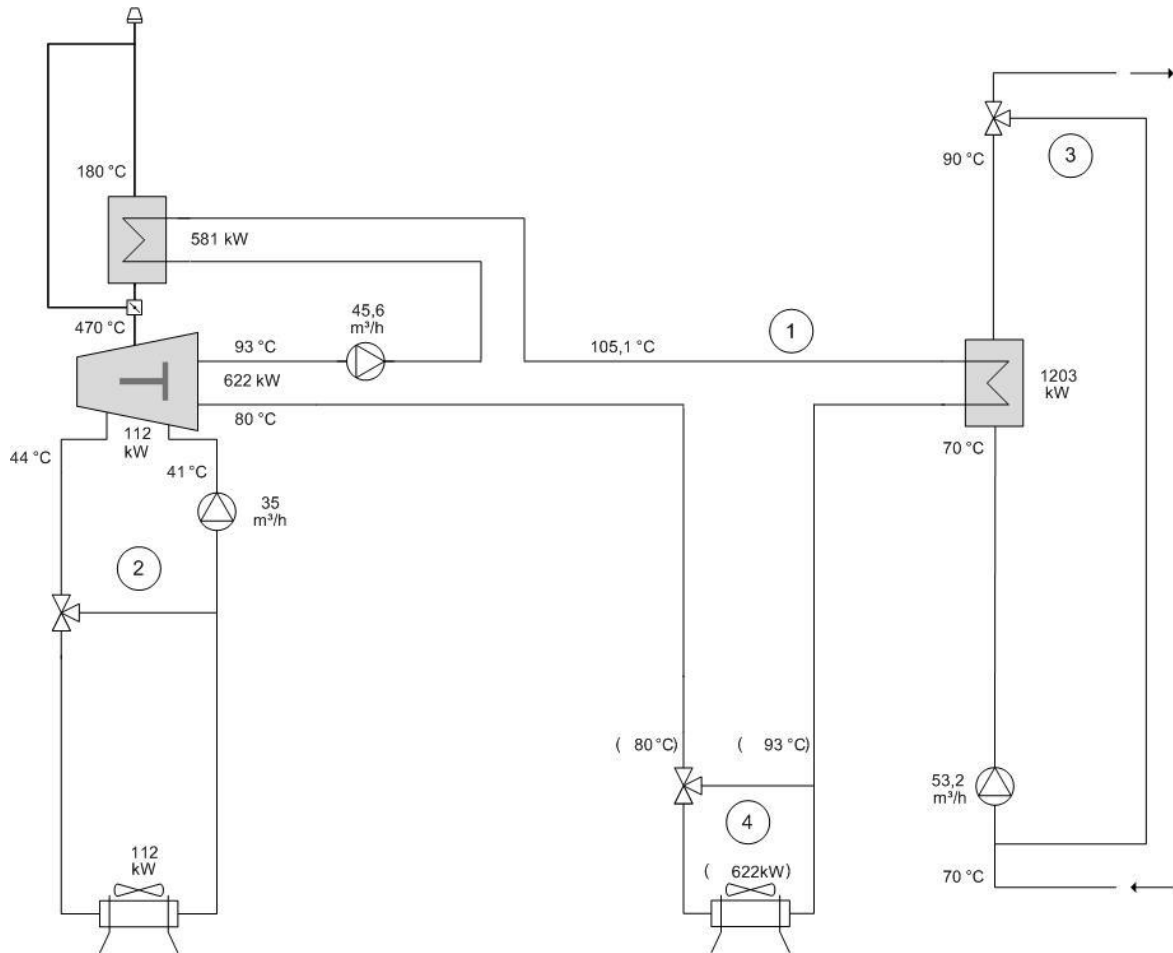 180 °C
90 °C
3
581 kW
470 °C
45,6
m³/h
93 °C
105,1 °C
1
622 kW
1203
kW
80 °C
112
kW
70 °C
44 °C
41 °C
35
m³/h
2
( 80 °C)
( 93 °C)
53,2
m³/h
4
112
kW
( 622kW)
70 °C